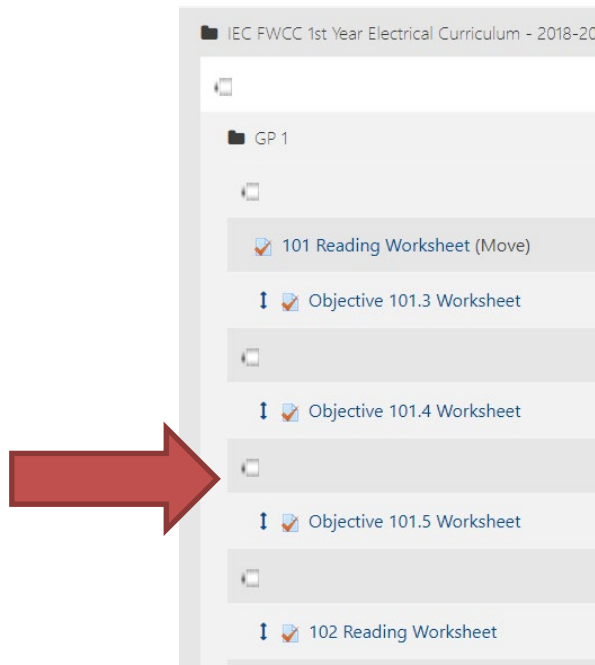 IEC FWCC 1st Year Electrical Curriculum - 2018-20
GP 1
101 Reading Worksheet (Move)
Objective 101.3 Worksheet
Objective 101.4 Worksheet
Objective 101.5 Worksheet
102 Reading Worksheet